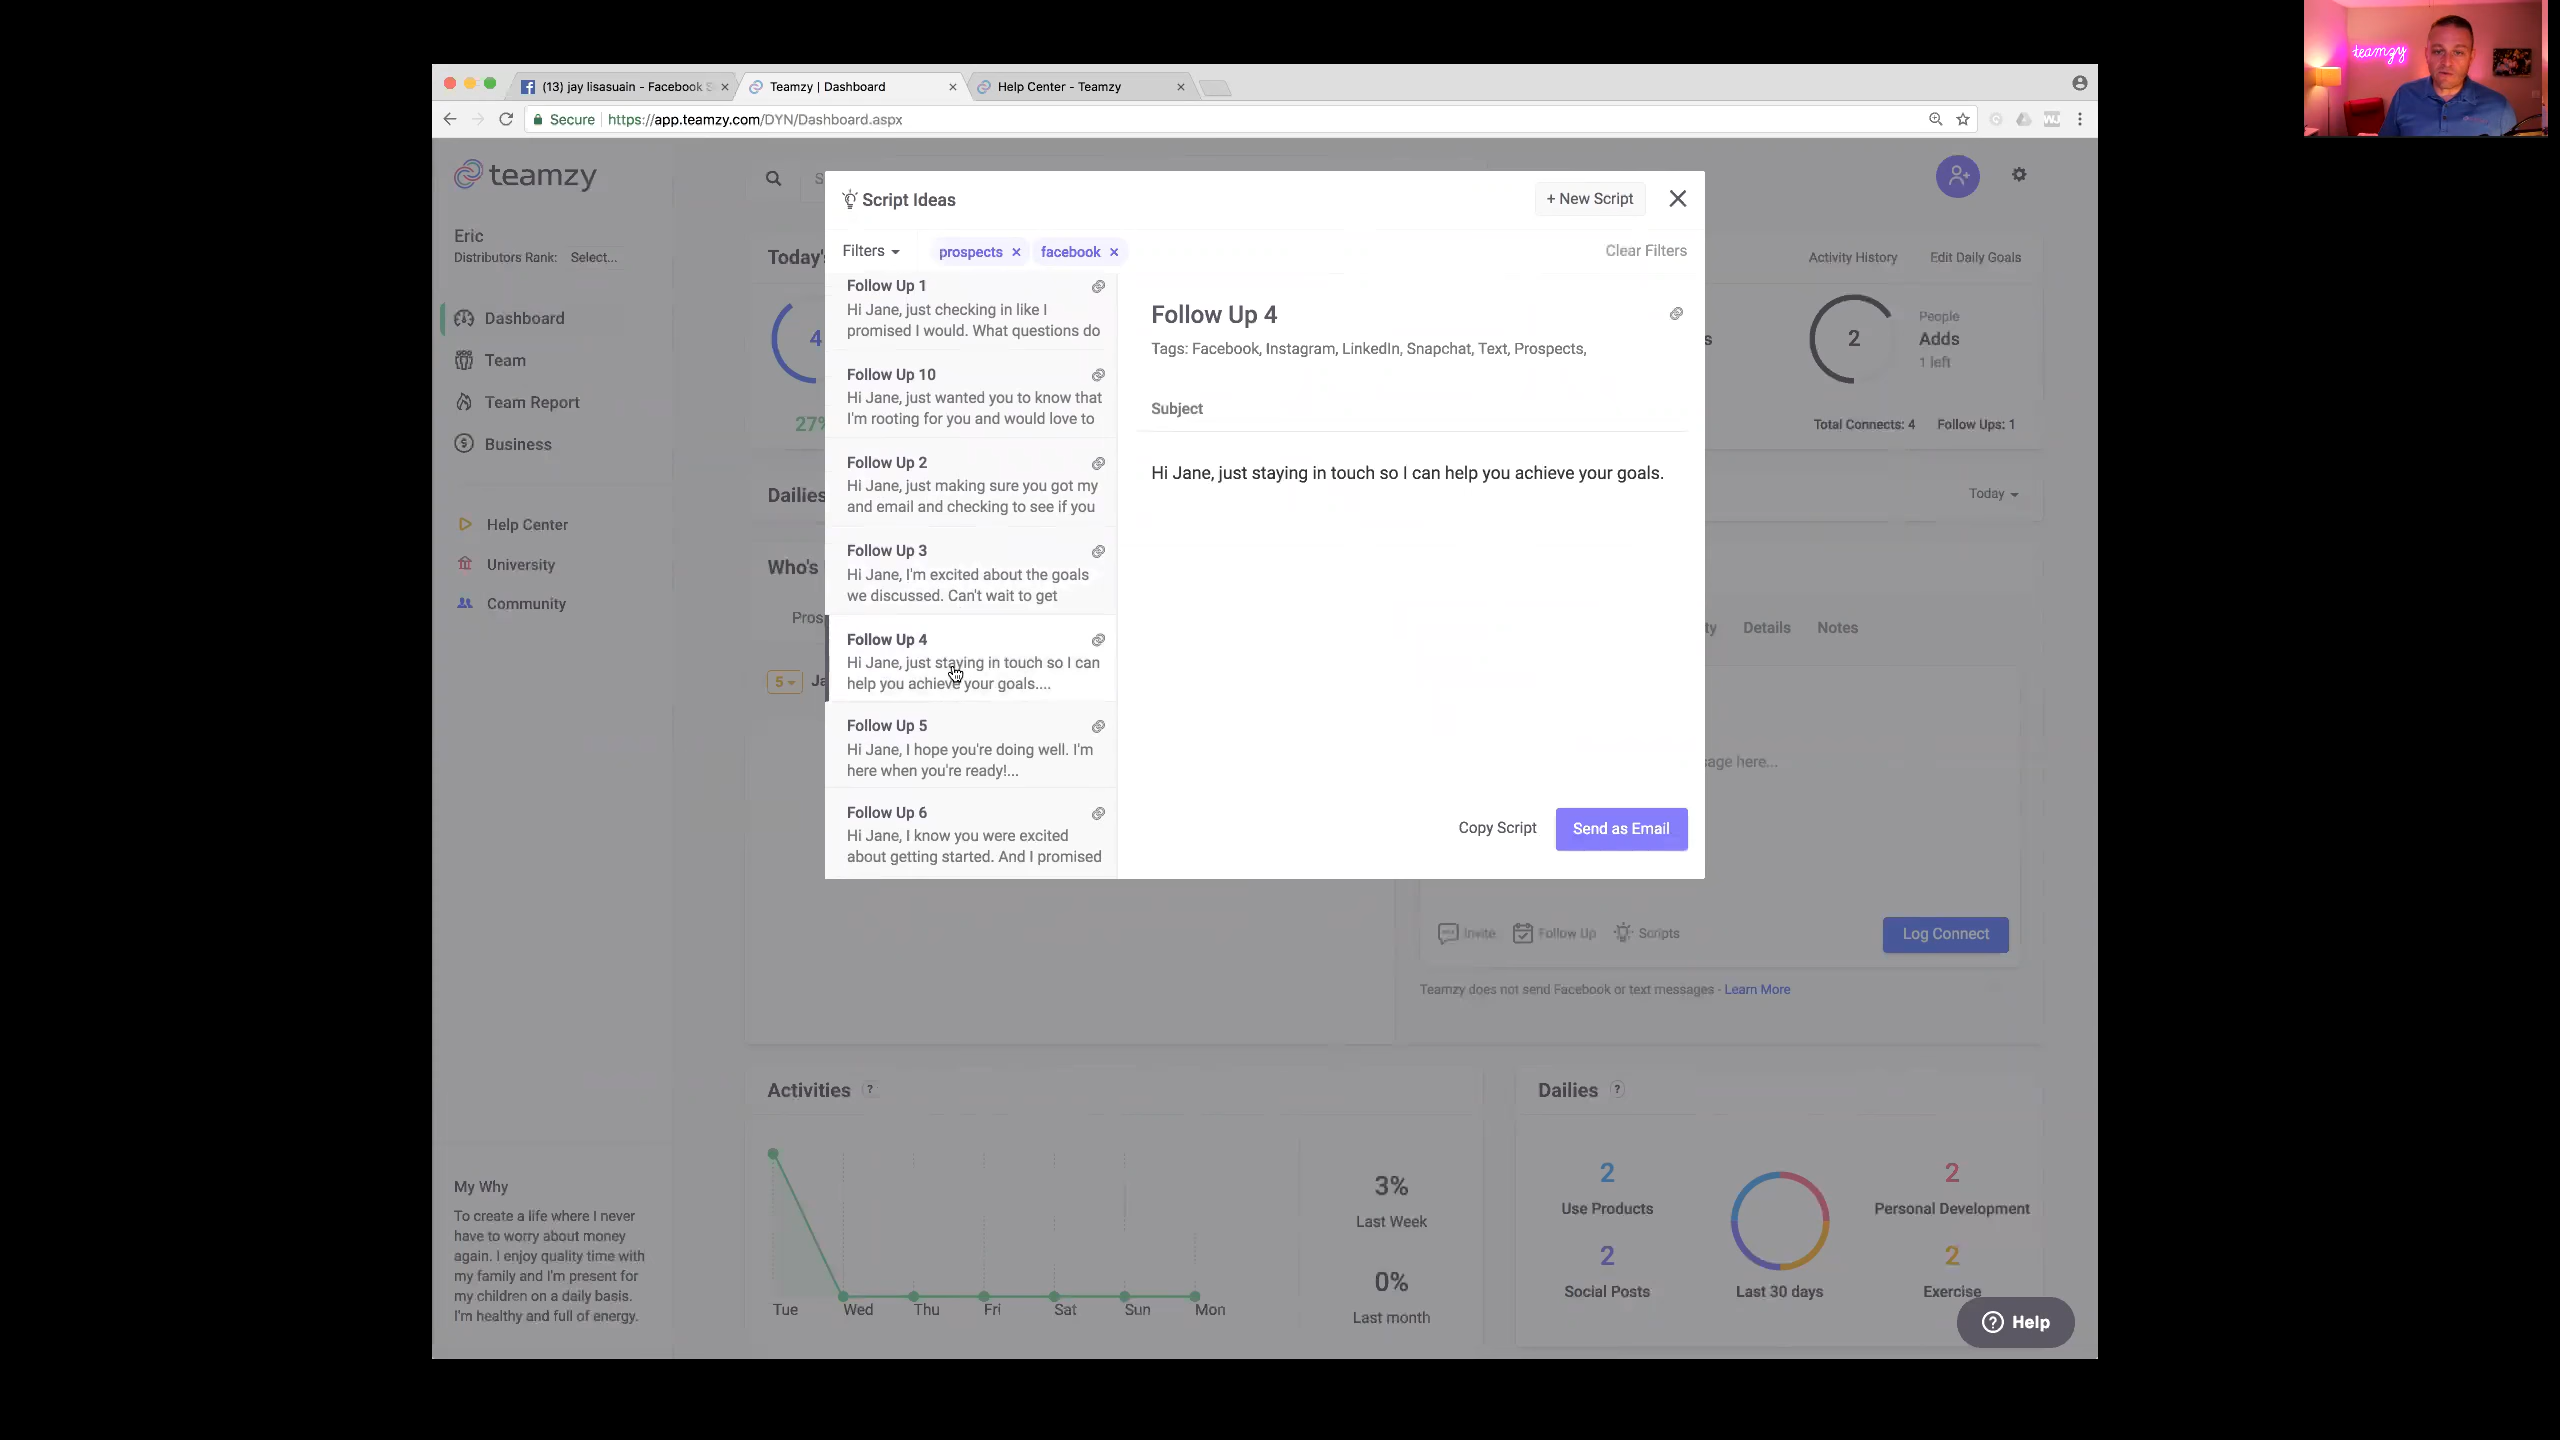 teamzy
(13) jay lisasuain - Facebook S
Teamzy | Dashboard
Help Center - Teamzy
Secure
https://app.teamzy.com/DYN/Dashboard.aspx
teamzy
Eric
Distributors Rank: Select...
Dashboard
Team
Team Report
Business
Help Center
University
Community
My Why
To create a life where I never
have to worry about money
again. I enjoy quality time with
my family and I'm present for
my children on a daily basis.
I'm healthy and full of energy.
Today's
Activity History
Edit Daily Goals
4
27%
2
People
Adds
1 left
Total Connects: 4
Follow Ups: 1
Dailies
Today
Who's
Pros
5
Ja
Script Ideas
+ New Script
Filters
prospects
facebook
Clear Filters
Follow Up 1
Hi Jane, just checking in like I
promised I would. What questions do
Follow Up 10
Hi Jane, just wanted you to know that
I'm rooting for you and would love to
Follow Up 2
Hi Jane, just making sure you got my
and email and checking to see if you
Follow Up 3
Hi Jane, I'm excited about the goals
we discussed. Can't wait to get
Follow Up 4
Hi Jane, just staying in touch so I can
help you achieve your goals....
Follow Up 5
Hi Jane, I hope you're doing well. I'm
here when you're ready!...
Follow Up 6
Hi Jane, I know you were excited
about getting started. And I promised
Follow Up 4
Tags: Facebook, Instagram, LinkedIn, Snapchat, Text, Prospects,
Subject
Hi Jane, just staying in touch so I can help you achieve your goals.
Copy Script
Send as Email
ty
Details
Notes
sage here...
Invite
Follow Up
Scripts
Log Connect
Teamzy does not send Facebook or text messages - Learn More
Activities ?
Tue
Wed
Thu
Fri
Sat
Sun
Mon
3%
Last Week
0%
Last month
Dailies ?
2
Use Products
2
Social Posts
Last 30 days
2
Personal Development
2
Exercise
Help